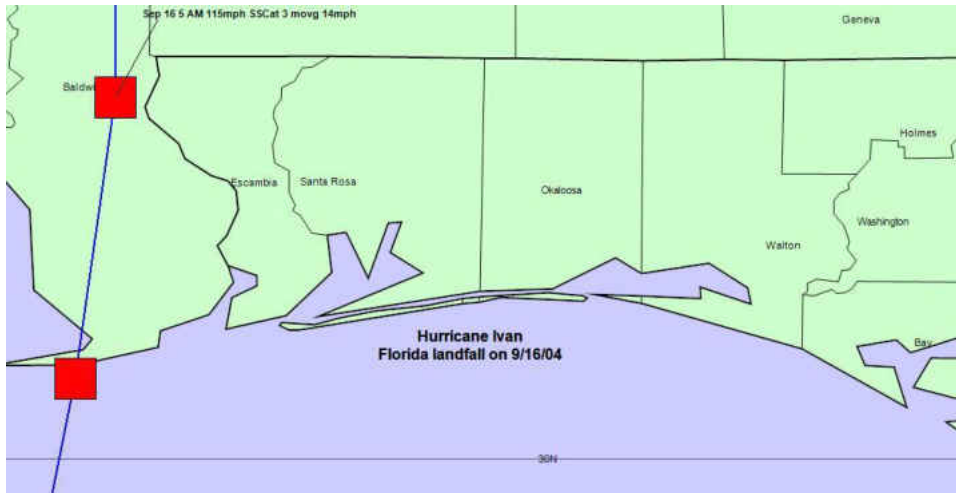 Sep 16 5 AM 115mph SSCat 3 movg 14mph
Geneva
Baldwi
Holmes
Escambia
Santa Rosa
Okaloosa
Washington
Walton
Hurricane Ivan
Florida landfall on 9/16/04
Bay
30N